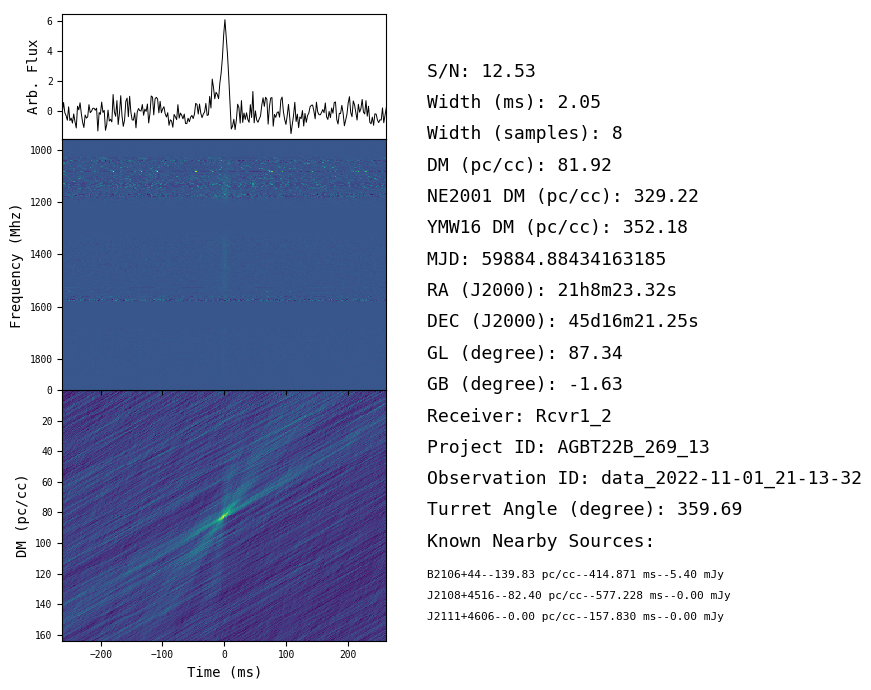 6
4
2
0
Arb. Flux
1000
1200
1400
1600
1800
Frequency (Mhz)
0
20
40
60
80
100
120
140
160
DM (pc/cc)
−200
−100
0
100
200
Time (ms)
S/N: 12.53
Width (ms): 2.05
Width (samples): 8
DM (pc/cc): 81.92
NE2001 DM (pc/cc): 329.22
YMW16 DM (pc/cc): 352.18
MJD: 59884.88434163185
RA (J2000): 21h8m23.32s
DEC (J2000): 45d16m21.25s
GL (degree): 87.34
GB (degree): -1.63
Receiver: Rcvr1_2
Project ID: AGBT22B_269_13
Observation ID: data_2022-11-01_21-13-32
Turret Angle (degree): 359.69
Known Nearby Sources:
B2106+44--139.83 pc/cc--414.871 ms--5.40 mJy
J2108+4516--82.40 pc/cc--577.228 ms--0.00 mJy
J2111+4606--0.00 pc/cc--157.830 ms--0.00 mJy